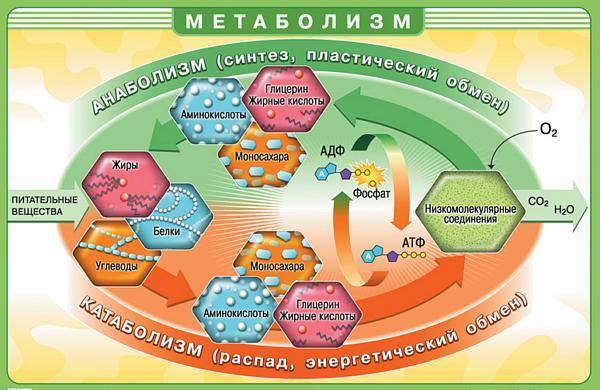 МЕТАБОЛИЗМ
АНАБОЛИЗМ (синтез, пластический обмен)
Глицерин
Жирные кислоты
Аминокислоты
Моносахара
O₂
АДФ
А
Фосфат
Жиры
ПИТАТЕЛЬНЫЕ
ВЕЩЕСТВА
Белки
Углеводы
Низкомолекулярные
соединения
CO₂
H₂O
АТФ
А
Моносахара
Аминокислоты
Глицерин
Жирные кислоты
КАТАБОЛИЗМ (распад, энергетический обмен)